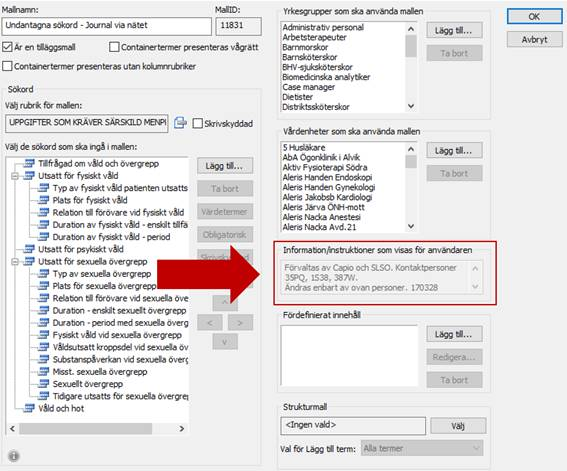 Mallnamn:
MallID:
Undantagna sökord - Journal via nätet
11831
Är en tilläggsmall
Containertermer presenteras vågrätt
Containertermer presenteras utan kolumnrubriker
Sökord
Välj rubrik för mallen:
UPPGIFTER SOM KRÄVER SÄRSKILD MENPI
Skrivskyddad
Välj de sökord som ska ingå i mallen:
Tillfrågad om våld och övergrepp
Utsatt för fysiskt våld
Typ av fysiskt våld patienten utsatts
Plats för fysiskt våld
Relation till förövare vid fysiskt våld
Duration av fysiskt våld - enskilt tillfä
Duration av fysiskt våld - period
Utsatt för psykiskt våld
Utsatt för sexuella övergrepp
Typ av sexuella övergrepp
Plats för sexuella övergrepp
Relation till förövare vid sexuella öve
Duration - enskilt sexuellt övergrepp
Duration - period med sexuella överg
Fysiskt våld vid sexuella övergrepp
Våldsutsatt kroppsdel vid sexuella öv
Substanspåverkan vid sexuella överg
Misst. sexuellt övergrepp
Sexuellt övergrepp
Tidigare utsatts för sexuella övergrep
Våld och hot
Lägg till...
Ta bort
Värdetermer
Obligatorisk
Skrivskyddad
Yrkesgrupper som ska använda mallen
Administrativ personal
Arbetsterapeuter
Barnmorskor
Barnsköterskor
BHV-sjuksköterskor
Biomedicinska analytiker
Case manager
Dietister
Distriktssköterskor
Lägg till...
Ta bort
Vårdenheter som ska använda mallen
5 Husläkare
AbA Ögonklinik i Alvik
Aktiv Fysioterapi Södra
Aleris Handen Endoskopi
Aleris Handen Gynekologi
Aleris Jakobsb Kardiologi
Aleris Järva ÖNH-mott
Aleris Nacka Anestesi
Aleris Nacka Avd.21
Lägg till...
Ta bort
Information/instruktioner som visas för användaren
Förvaltas av Capio och SLSO. Kontaktpersoner
3SPQ, 1S38, 387W.
Ändras enbart av ovan personer. 170328
Fördefinierat innehåll
Lägg till...
Redigera...
Ta bort
Strukturmall
<Ingen vald>
Välj
Val för Lägg till term:
Alla termer
OK
Avbryt